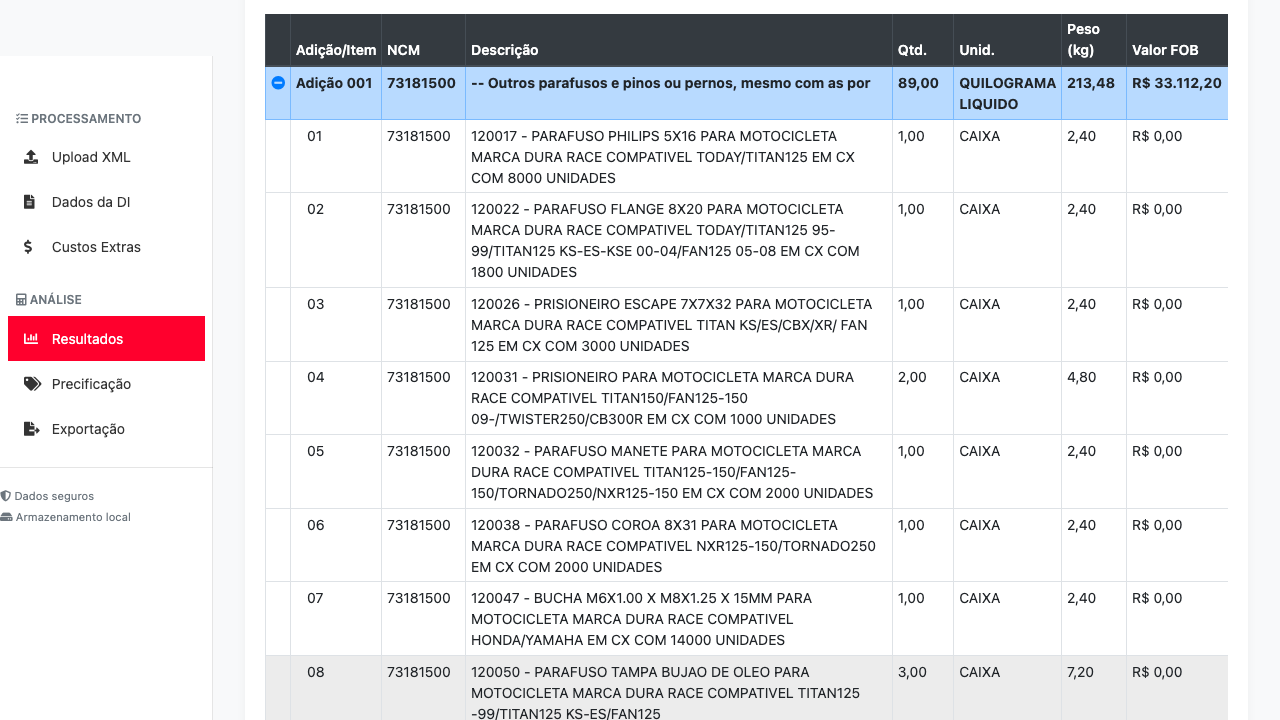 PROCESSAMENTO
Upload XML
Dados da DI
Custos Extras
ANÁLISE
Resultados
Precificação
Exportação
Dados seguros
Armazenamento local
Adição/Item NCM Descrição Qtd. Unid. Peso (kg) Valor FOB
Adição 001 73181500 -- Outros parafusos e pinos ou pernos, mesmo com as por 89,00 QUILOGRAMA 213,48 R$ 33.112,20
LIQUIDO
01 73181500 120017 - PARAFUSO PHILIPS 5X16 PARA MOTOCICLETA 1,00 CAIXA 2,40 R$ 0,00
MARCA DURA RACE COMPATIVEL TODAY/TITAN125 EM CX
COM 8000 UNIDADES
02 73181500 120022 - PARAFUSO FLANGE 8X20 PARA MOTOCICLETA 1,00 CAIXA 2,40 R$ 0,00
MARCA DURA RACE COMPATIVEL TODAY/TITAN125 95-
99/TITAN125 KS-ES-KSE 00-04/FAN125 05-08 EM CX COM
1800 UNIDADES
03 73181500 120026 - PRISIONEIRO ESCAPE 7X7X32 PARA MOTOCICLETA 1,00 CAIXA 2,40 R$ 0,00
MARCA DURA RACE COMPATIVEL TITAN KS/ES/CBX/XR/ FAN
125 EM CX COM 3000 UNIDADES
04 73181500 120031 - PRISIONEIRO PARA MOTOCICLETA MARCA DURA 2,00 CAIXA 4,80 R$ 0,00
RACE COMPATIVEL TITAN150/FAN125-150
09-/TWISTER250/CB300R EM CX COM 1000 UNIDADES
05 73181500 120032 - PARAFUSO MANETE PARA MOTOCICLETA MARCA 1,00 CAIXA 2,40 R$ 0,00
DURA RACE COMPATIVEL TITAN125-150/FAN125-
150/TORNADO250/NXR125-150 EM CX COM 2000 UNIDADES
06 73181500 120038 - PARAFUSO COROA 8X31 PARA MOTOCICLETA 1,00 CAIXA 2,40 R$ 0,00
MARCA DURA RACE COMPATIVEL NXR125-150/TORNADO250
EM CX COM 2000 UNIDADES
07 73181500 120047 - BUCHA M6X1.00 X M8X1.25 X 15MM PARA 1,00 CAIXA 2,40 R$ 0,00
MOTOCICLETA MARCA DURA RACE COMPATIVEL
HONDA/YAMAHA EM CX COM 14000 UNIDADES
08 73181500 120050 - PARAFUSO TAMPA BUJAO DE OLEO PARA 3,00 CAIXA 7,20 R$ 0,00
MOTOCICLETA MARCA DURA RACE COMPATIVEL TITAN125
-99/TITAN125 KS-ES/FAN125